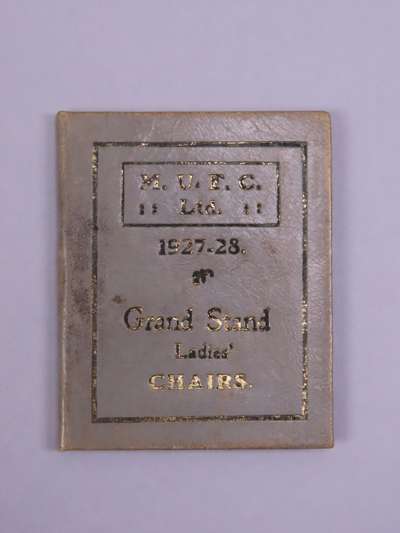 M. U. F. C.
:: Ltd. ::
1927-28.
Grand Stand
Ladies'
CHAIRS.